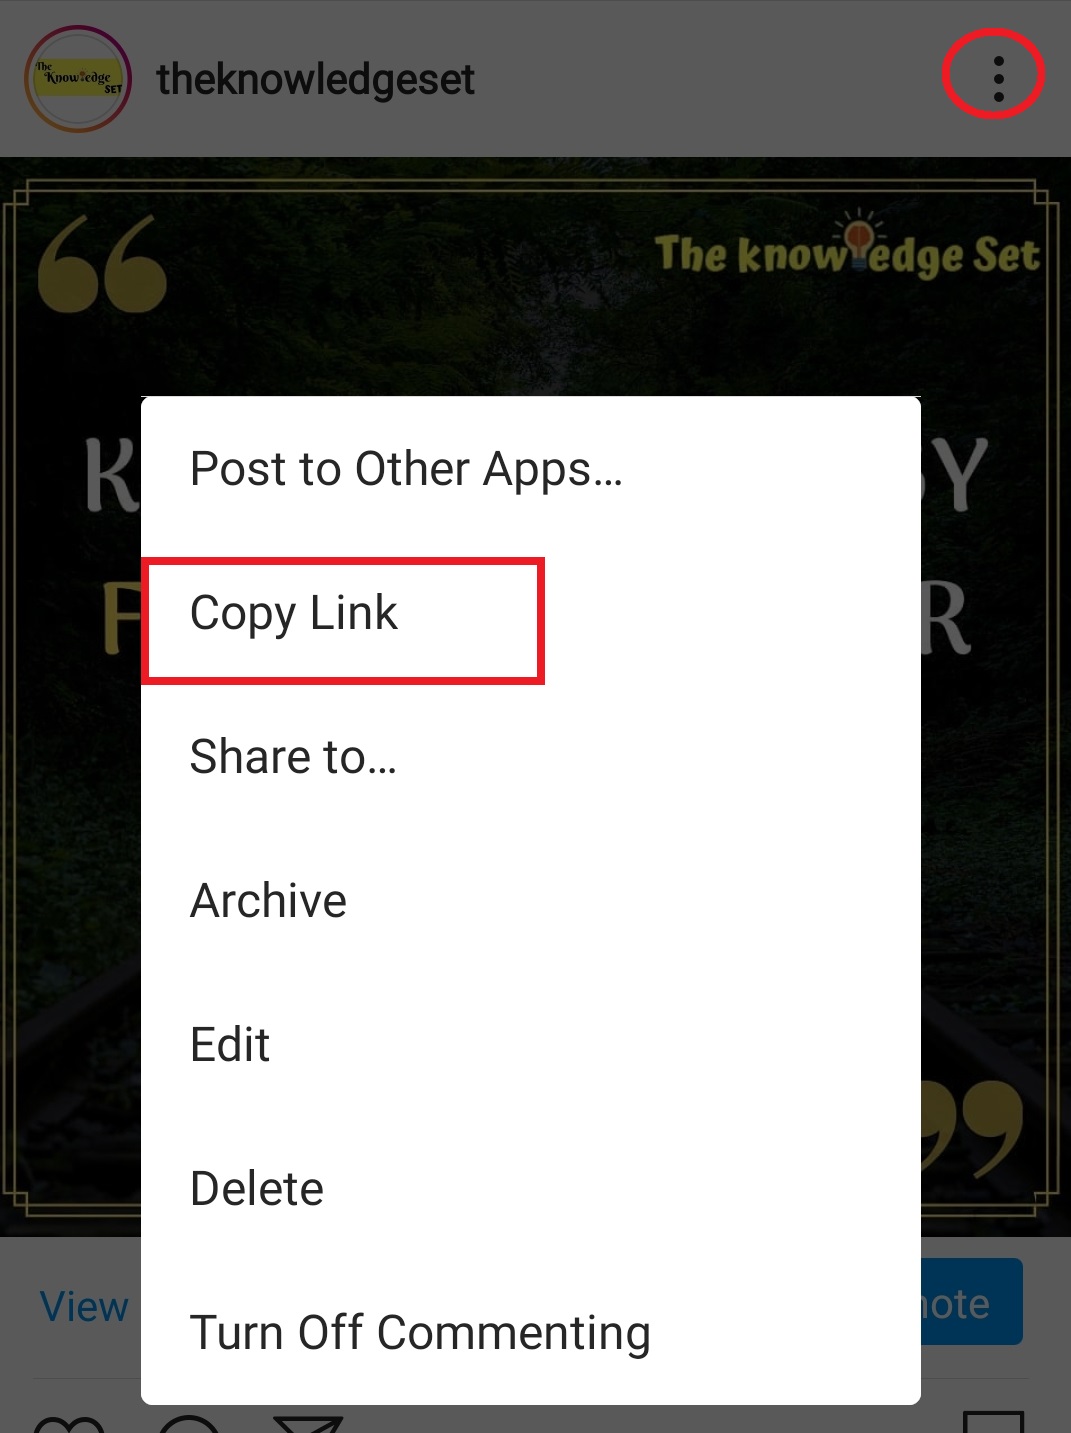 The
Knowledge
SET
theknowledgeset
The knowledge Set
Post to Other Apps...
Copy Link
Share to...
Archive
Edit
Delete
Turn Off Commenting
View